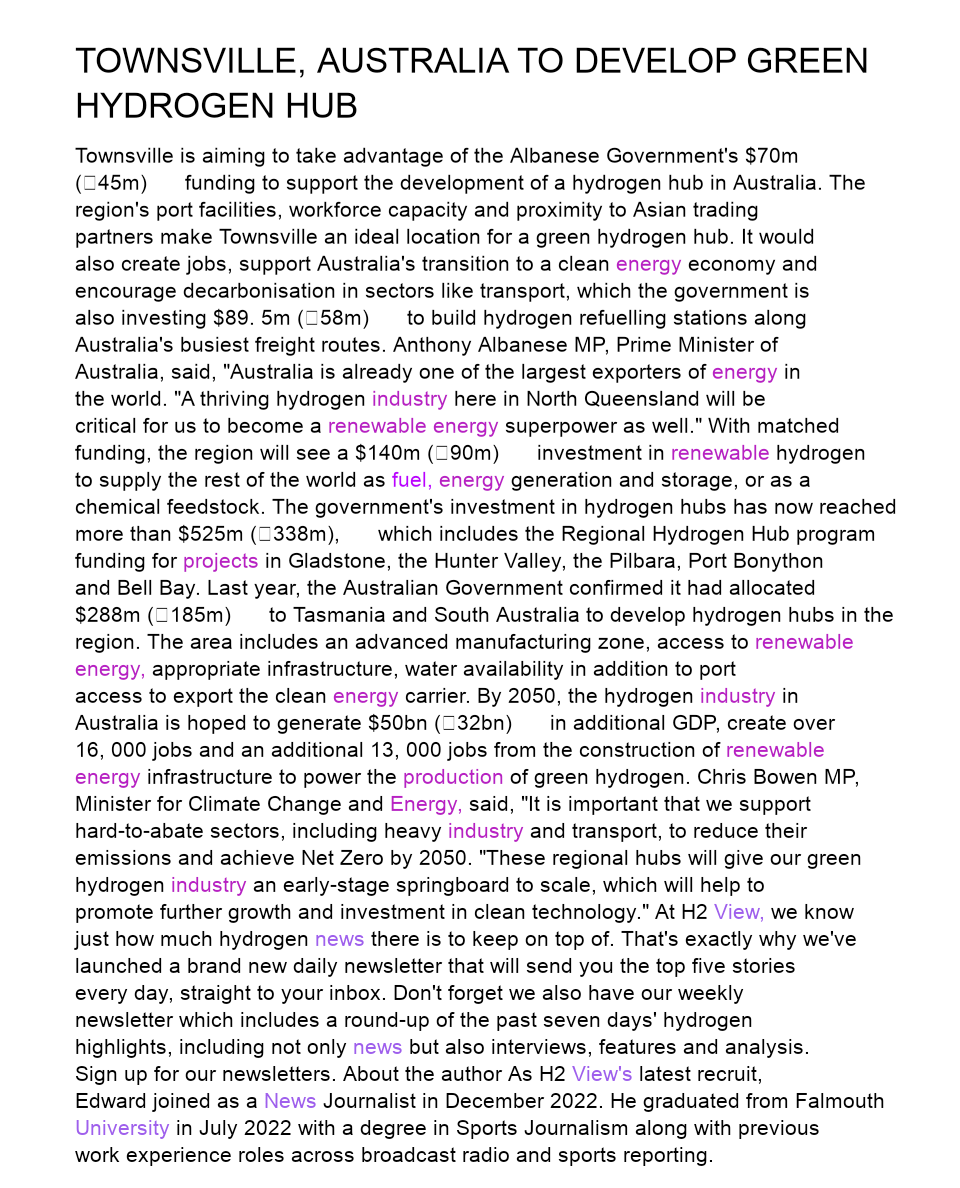 TOWNSVILLE, AUSTRALIA TO DEVELOP GREEN
HYDROGEN HUB
Townsville is aiming to take advantage of the Albanese Government's $70m
(□45m) funding to support the development of a hydrogen hub in Australia. The
region's port facilities, workforce capacity and proximity to Asian trading
partners make Townsville an ideal location for a green hydrogen hub. It would
also create jobs, support Australia's transition to a clean energy economy and
encourage decarbonisation in sectors like transport, which the government is
also investing $89. 5m (□58m) to build hydrogen refuelling stations along
Australia's busiest freight routes. Anthony Albanese MP, Prime Minister of
Australia, said, "Australia is already one of the largest exporters of energy in
the world. "A thriving hydrogen industry here in North Queensland will be
critical for us to become a renewable energy superpower as well." With matched
funding, the region will see a $140m (□90m) investment in renewable hydrogen
to supply the rest of the world as fuel, energy generation and storage, or as a
chemical feedstock. The government's investment in hydrogen hubs has now reached
more than $525m (□338m), which includes the Regional Hydrogen Hub program
funding for projects in Gladstone, the Hunter Valley, the Pilbara, Port Bonython
and Bell Bay. Last year, the Australian Government confirmed it had allocated
$288m (□185m) to Tasmania and South Australia to develop hydrogen hubs in the
region. The area includes an advanced manufacturing zone, access to renewable
energy, appropriate infrastructure, water availability in addition to port
access to export the clean energy carrier. By 2050, the hydrogen industry in
Australia is hoped to generate $50bn (□32bn) in additional GDP, create over
16, 000 jobs and an additional 13, 000 jobs from the construction of renewable
energy infrastructure to power the production of green hydrogen. Chris Bowen MP,
Minister for Climate Change and Energy, said, "It is important that we support
hard-to-abate sectors, including heavy industry and transport, to reduce their
emissions and achieve Net Zero by 2050. "These regional hubs will give our green
hydrogen industry an early-stage springboard to scale, which will help to
promote further growth and investment in clean technology." At H2 View, we know
just how much hydrogen news there is to keep on top of. That's exactly why we've
launched a brand new daily newsletter that will send you the top five stories
every day, straight to your inbox. Don't forget we also have our weekly
newsletter which includes a round-up of the past seven days' hydrogen
highlights, including not only news but also interviews, features and analysis.
Sign up for our newsletters. About the author As H2 View's latest recruit,
Edward joined as a News Journalist in December 2022. He graduated from Falmouth
University in July 2022 with a degree in Sports Journalism along with previous
work experience roles across broadcast radio and sports reporting.